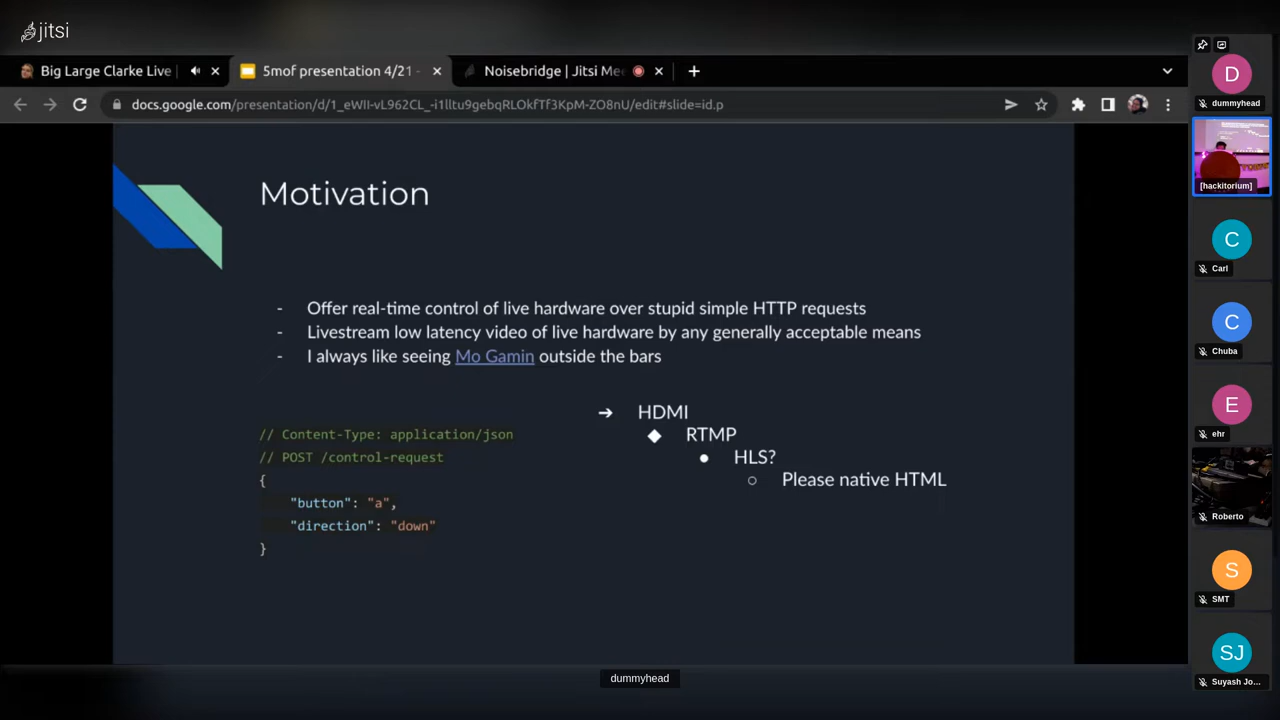 jitsi
Big Large Clarke Live
5mof presentation 4/21 -
Noisebridge | Jitsi Mee
docs.google.com/presentation/d/1_eWII-vL962CL_-i1lltu9gebqRLOkfTf3KpM-ZO8nU/edit#slide=id.p
Motivation
- Offer real-time control of live hardware over stupid simple HTTP requests
- Livestream low latency video of live hardware by any generally acceptable means
- I always like seeing Mo Gamin outside the bars
// Content-Type: application/json
// POST /control-request
{
"button": "a",
"direction": "down"
}
➔ HDMI
◆ RTMP
● HLS?
○ Please native HTML
dummyhead
D
dummyhead
[hackitorium]
C
Carl
C
Chuba
E
ehr
Roberto
S
SMT
SJ
Suyash Jo...